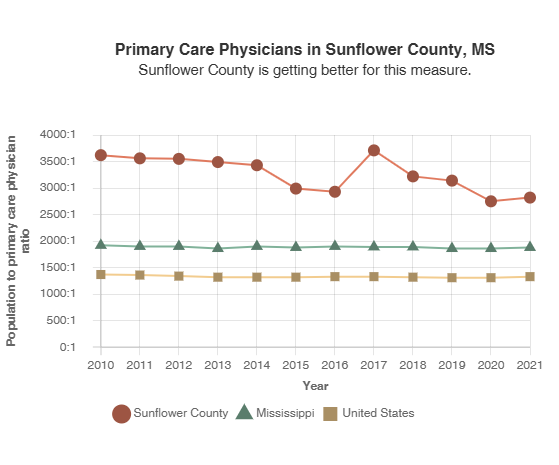 Primary Care Physicians in Sunflower County, MS
Sunflower County is getting better for this measure.
Population to primary care physician
ratio
4000:1
3500:1
3000:1
2500:1
2000:1
1500:1
1000:1
500:1
0:1
2010 2011 2012 2013 2014 2015 2016 2017 2018 2019 2020 2021
Year
Sunflower County Mississippi United States